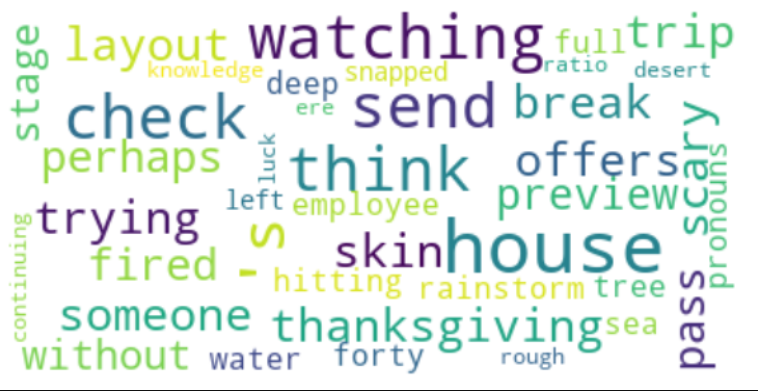 stage
layout
watching
full
trip
knowledge
deep
snapped
ratio
desert
check
ere
send
break
scary
perhaps
luck
think
offers
pronouns
trying
left
employee
preview
's
continuing
fired
skin
house
hitting
rainstorm
tree
pass
someone
thanksgiving
sea
without
water
forty
rough